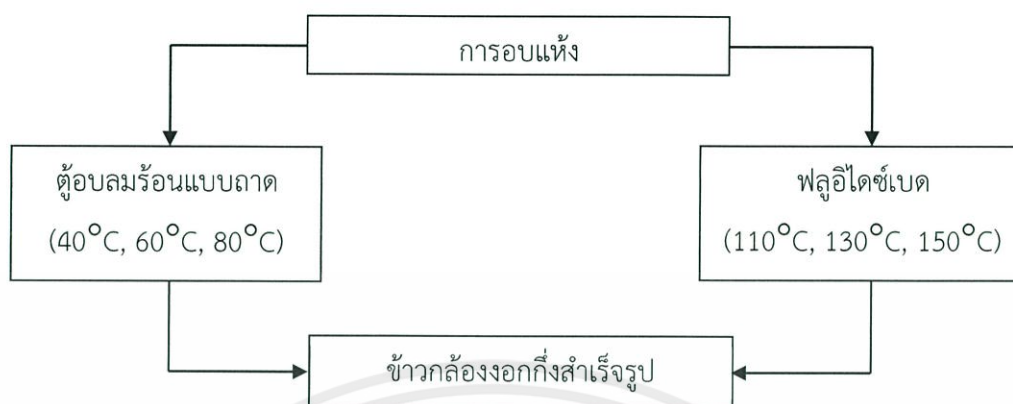 การอบแห้ง
ตู้อบลมร้อนแบบถาด
(40°C, 60°C, 80°C)
ฟลูอิไดซ์เบด
(110°C, 130°C, 150°C)
ข้าวกล้องงอกกึ่งสำเร็จรูป